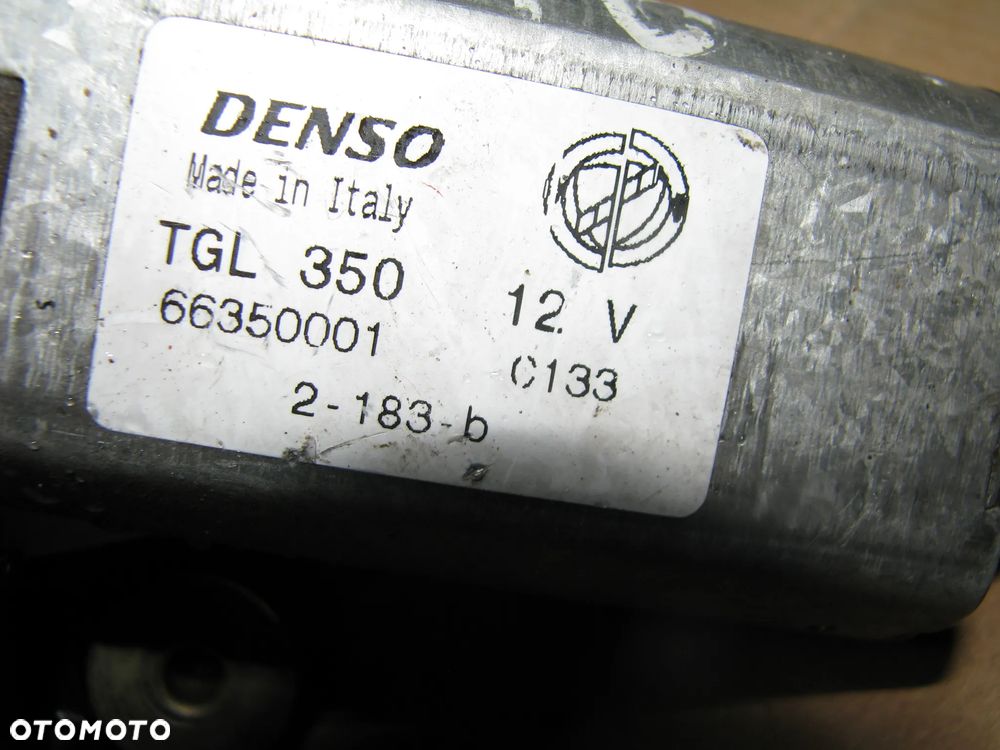 DENSO
Made in Italy
TGL 350
66350001
12. V
C133
2-183-b
OTOMOTO